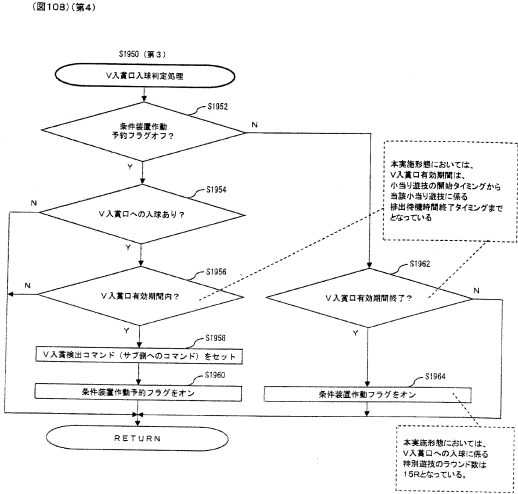 (図108)(第4)
S1950(第3)
V入賞口入球判定処理
S1952
条件装置作動
予約フラグオフ？
N
Y
S1954
V入賞口への入球あり？
N
Y
S1956
V入賞口有効期間内？
N
Y
S1958
V入賞検出コマンド(サブ側へのコマンド)をセット
S1960
条件装置作動予約フラグをオン
RETURN
本実施形態においては、
V入賞口有効期間は、
小当り遊技の開始タイミングから
当該小当り遊技に係る
排出待機時間終了タイミングまで
となっている
S1962
V入賞口有効期間終了？
N
Y
S1964
条件装置作動フラグをオン
本実施形態においては、
V入賞口への入球に係る
特別遊技のラウンド数は
15Rとなっている。